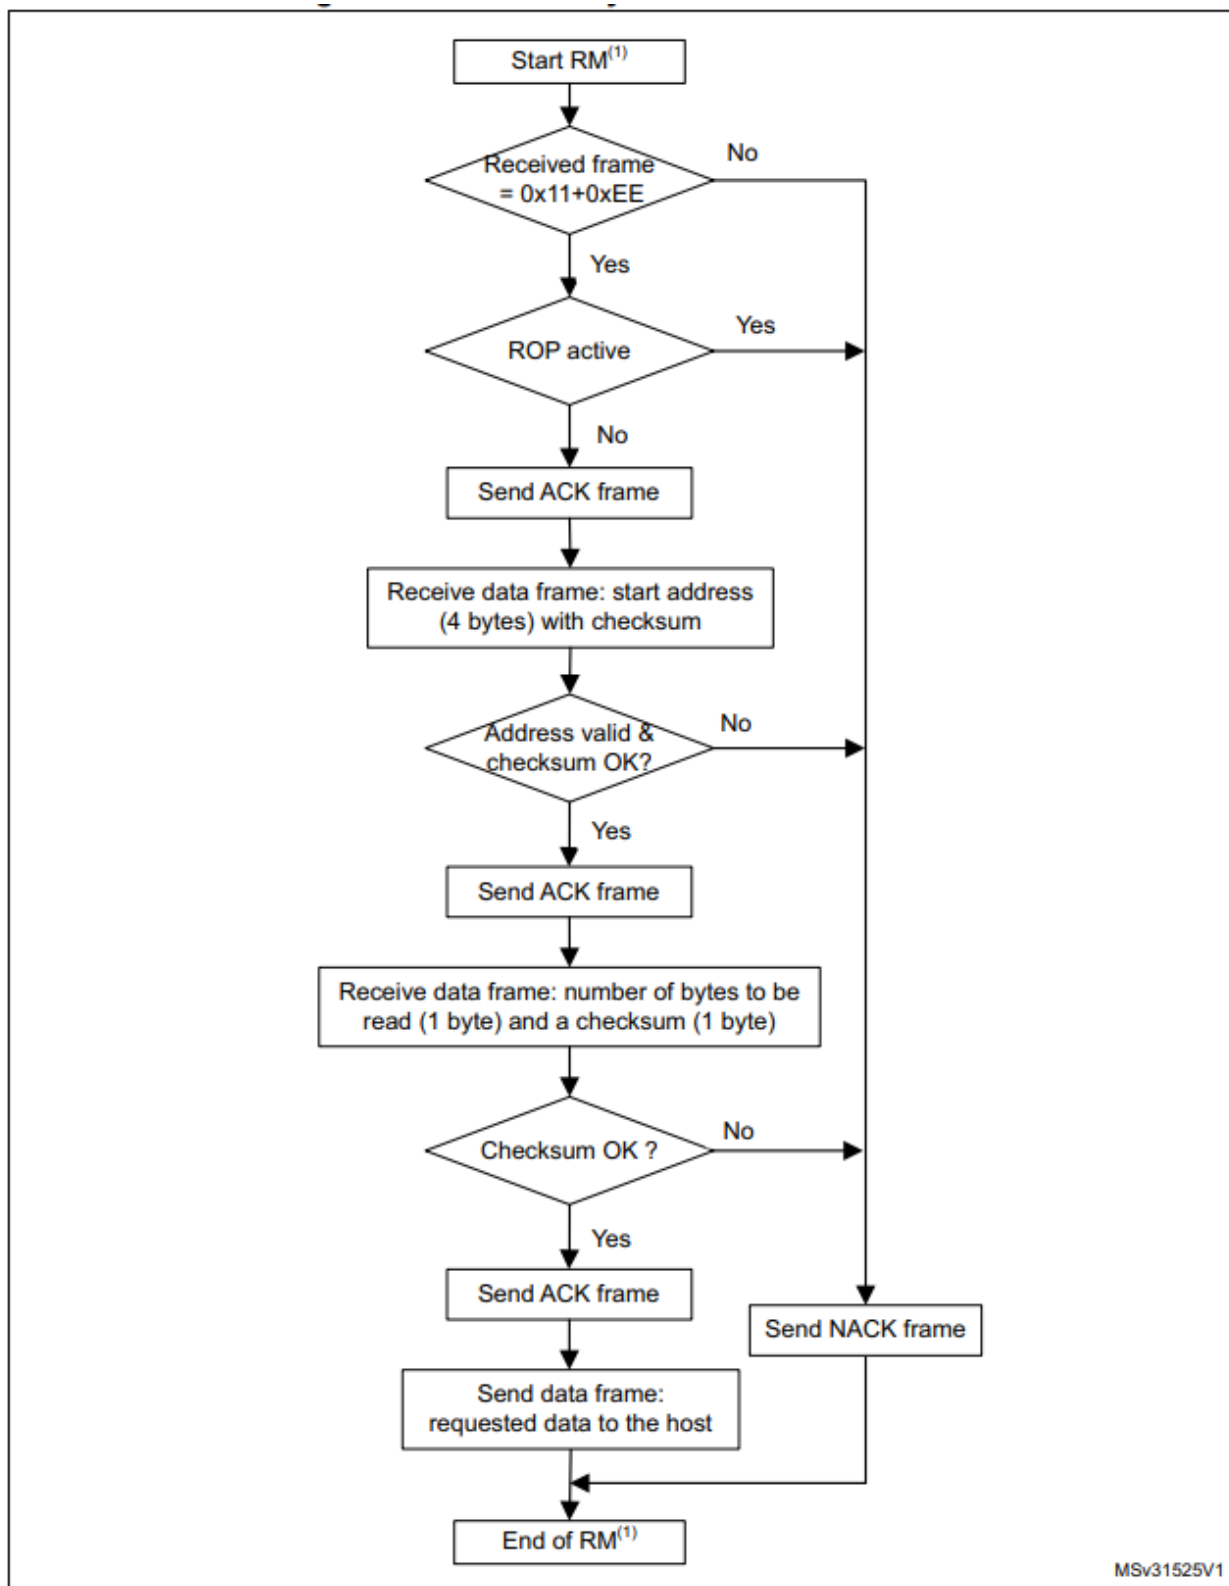 Start RM(1)
Received frame
= 0x11+0xEE
No
Yes
ROP active
Yes
No
Send ACK frame
Receive data frame: start address
(4 bytes) with checksum
Address valid &
checksum OK?
No
Yes
Send ACK frame
Receive data frame: number of bytes to be
read (1 byte) and a checksum (1 byte)
Checksum OK ?
No
Yes
Send ACK frame
Send NACK frame
Send data frame:
requested data to the host
End of RM(1)
MSv31525V1